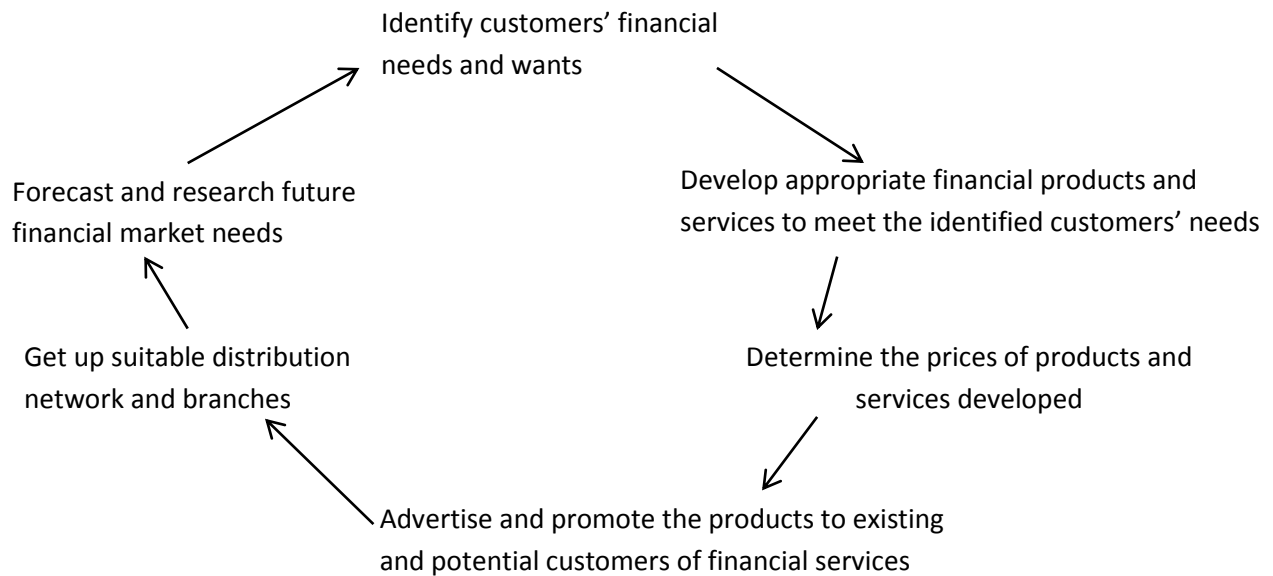 Identify customers’ financial
needs and wants
Develop appropriate financial products and
services to meet the identified customers’ needs
Determine the prices of products and
services developed
Advertise and promote the products to existing
and potential customers of financial services
Get up suitable distribution
network and branches
Forecast and research future
financial market needs